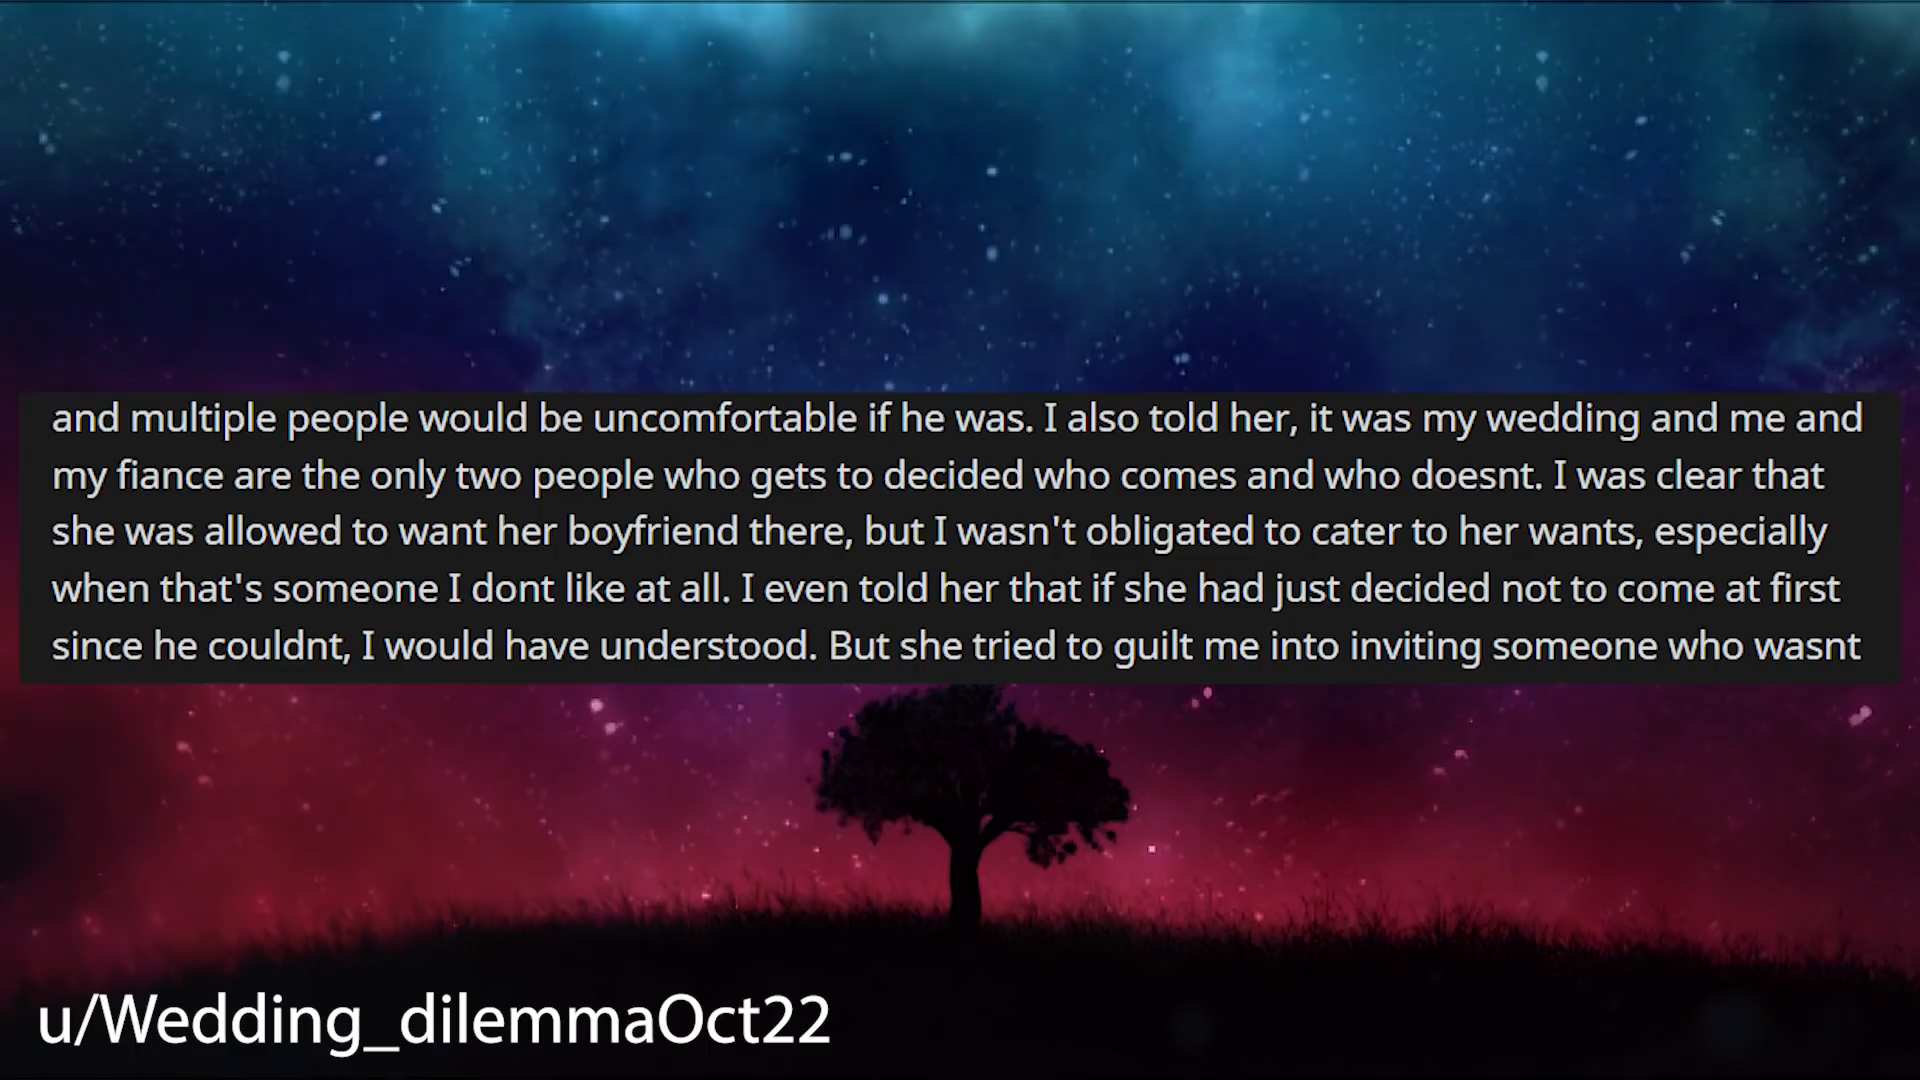 and multiple people would be uncomfortable if he was. I also told her, it was my wedding and me and
my fiance are the only two people who gets to decided who comes and who doesnt. I was clear that
she was allowed to want her boyfriend there, but I wasn't obligated to cater to her wants, especially
when that's someone I dont like at all. I even told her that if she had just decided not to come at first
since he couldnt, I would have understood. But she tried to guilt me into inviting someone who wasnt
u/Wedding_dilemmaOct22